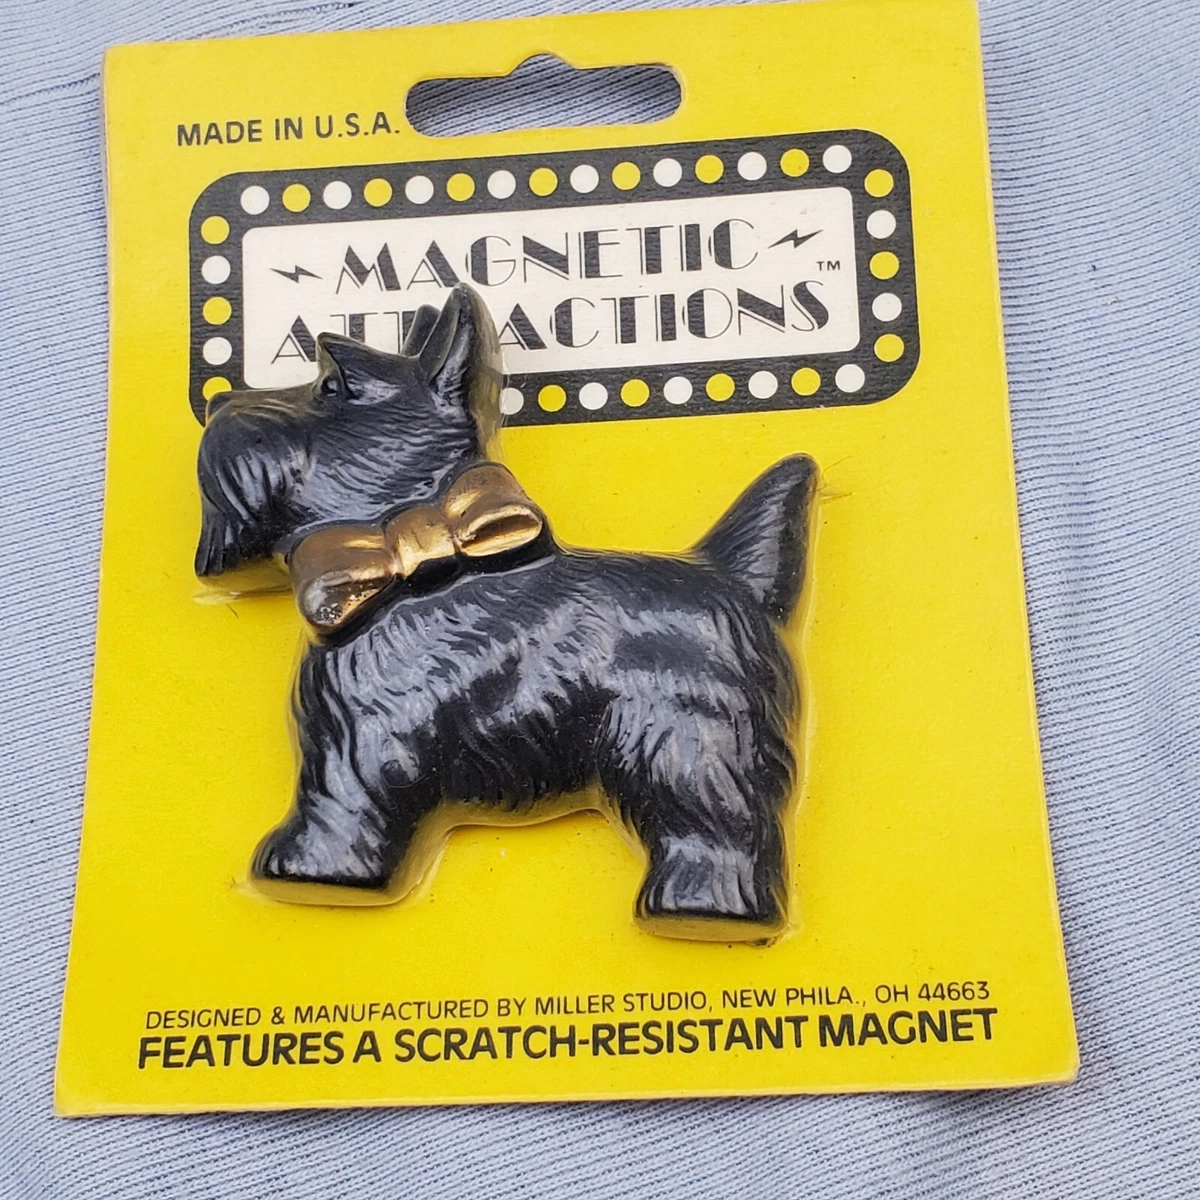 MADE IN U.S.A.
MAGNETIC
ATTRACTIONS™
DESIGNED & MANUFACTURED BY MILLER STUDIO, NEW PHILA., OH 44663
FEATURES A SCRATCH-RESISTANT MAGNET